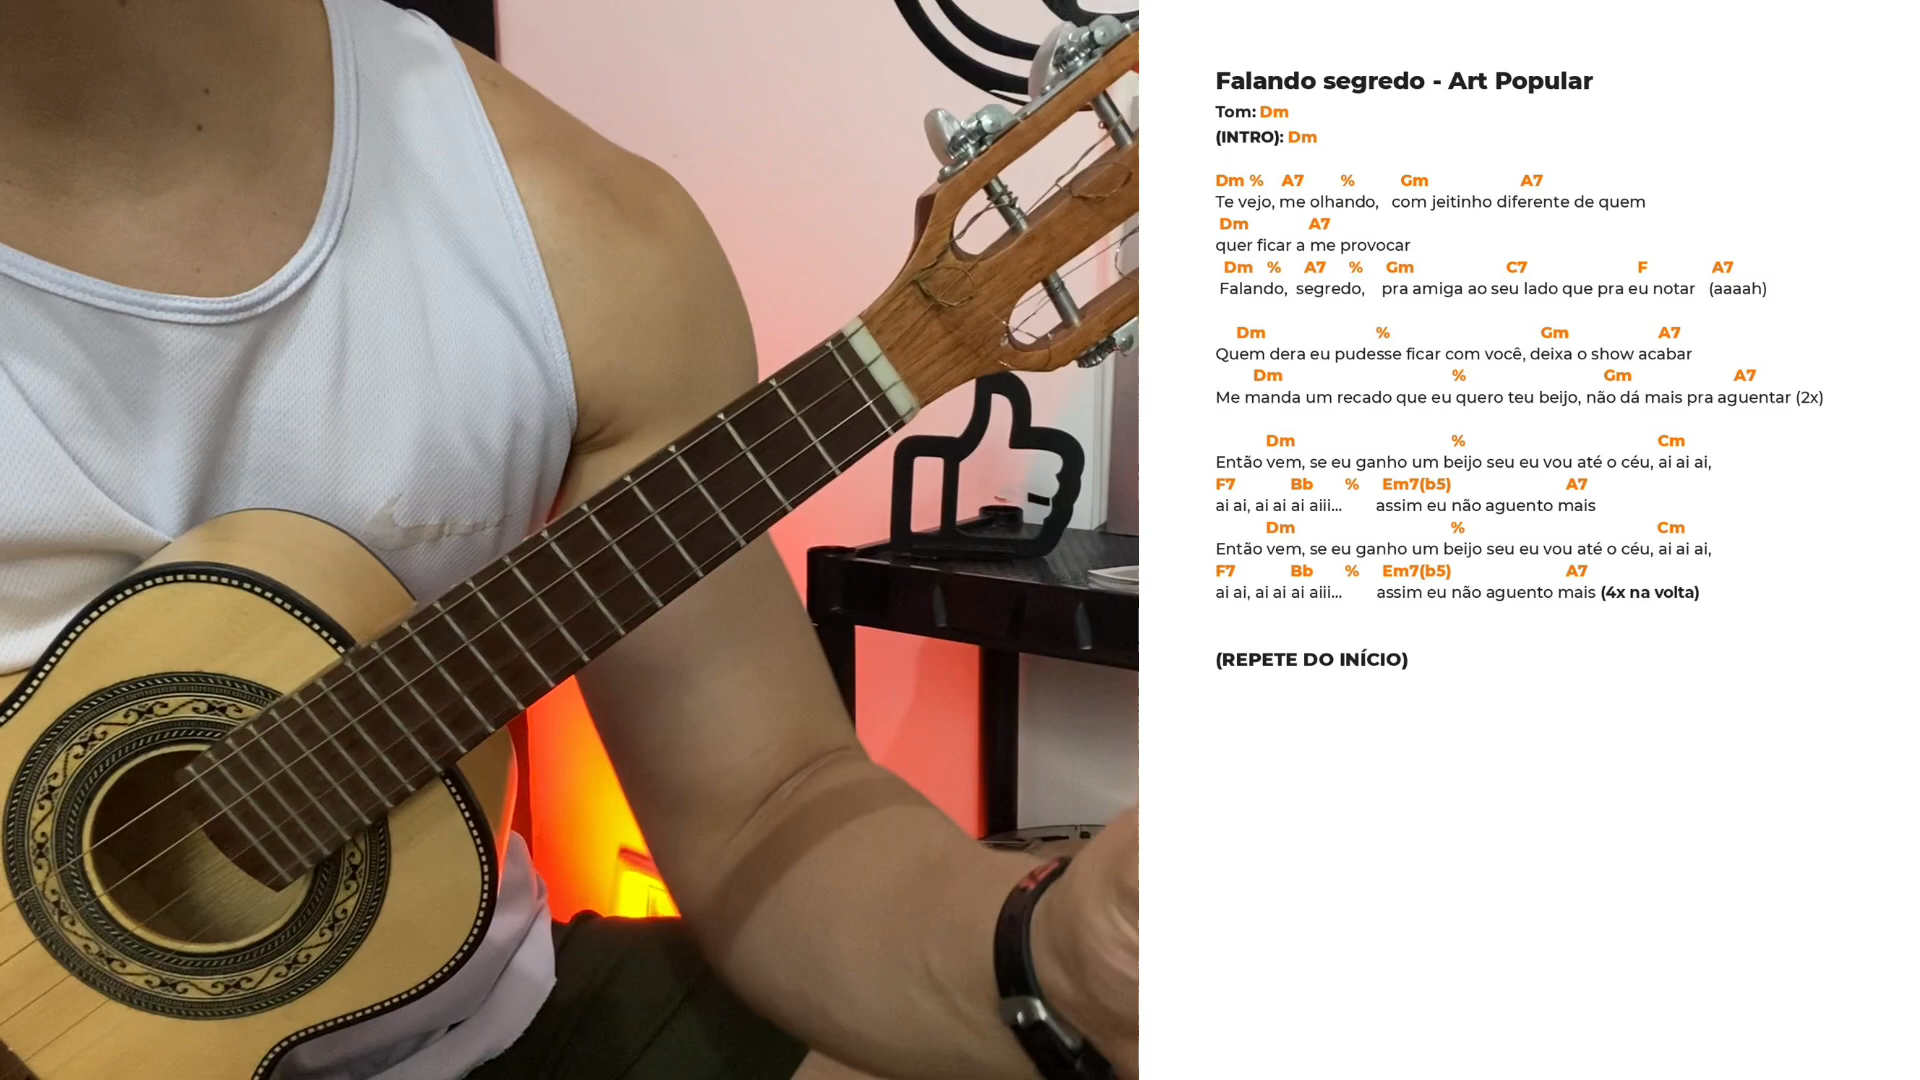 Falando segredo - Art Popular
Tom: Dm
(INTRO): Dm
Dm % A7 % Gm A7
Te vejo, me olhando, com jeitinho diferente de quem
Dm A7
quer ficar a me provocar
Dm % A7 % Gm C7 F A7
Falando, segredo, pra amiga ao seu lado que pra eu notar (aaaah)
Dm % Gm A7
Quem dera eu pudesse ficar com você, deixa o show acabar
Dm % Gm A7
Me manda um recado que eu quero teu beijo, não dá mais pra aguentar (2x)
Dm % Cm
Então vem, se eu ganho um beijo seu eu vou até o céu, ai ai ai,
F7 Bb % Em7(b5) A7
ai ai, ai ai ai aiii... assim eu não aguento mais
Dm % Cm
Então vem, se eu ganho um beijo seu eu vou até o céu, ai ai ai,
F7 Bb % Em7(b5) A7
ai ai, ai ai ai aiii... assim eu não aguento mais (4x na volta)
(REPETE DO INÍCIO)